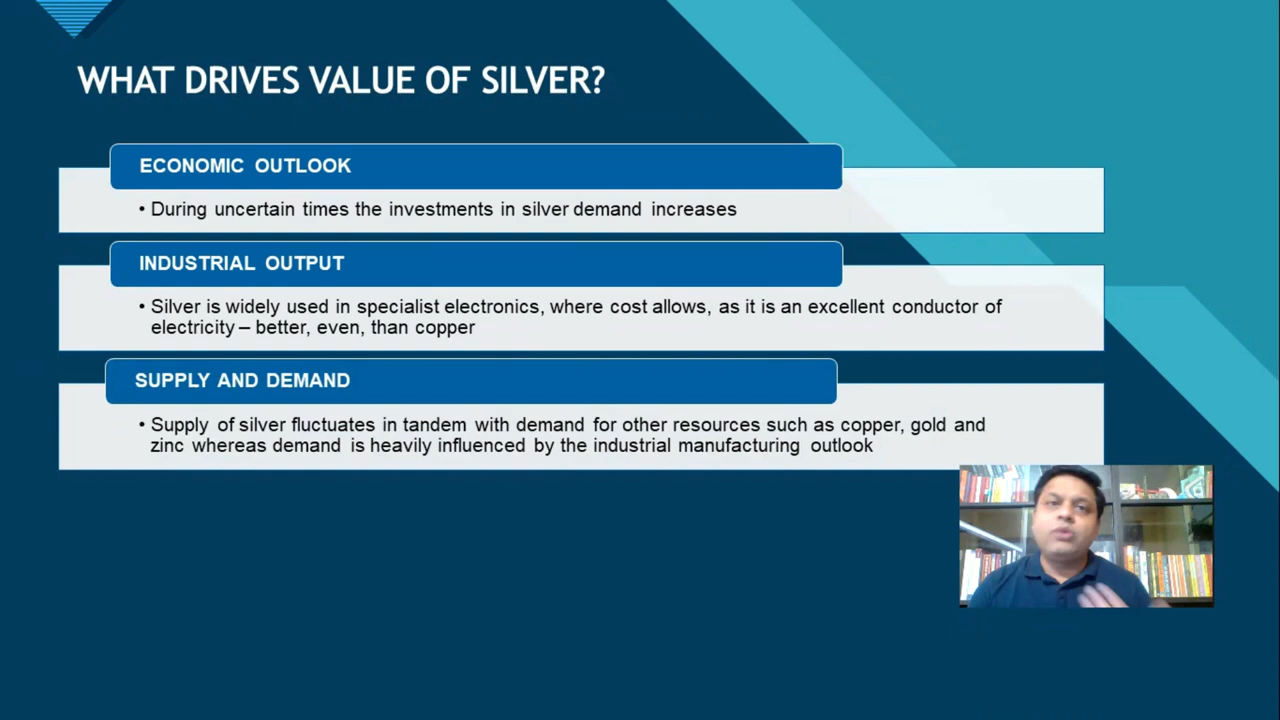 WHAT DRIVES VALUE OF SILVER?
ECONOMIC OUTLOOK
• During uncertain times the investments in silver demand increases
INDUSTRIAL OUTPUT
• Silver is widely used in specialist electronics, where cost allows, as it is an excellent conductor of
electricity – better, even, than copper
SUPPLY AND DEMAND
• Supply of silver fluctuates in tandem with demand for other resources such as copper, gold and
zinc whereas demand is heavily influenced by the industrial manufacturing outlook